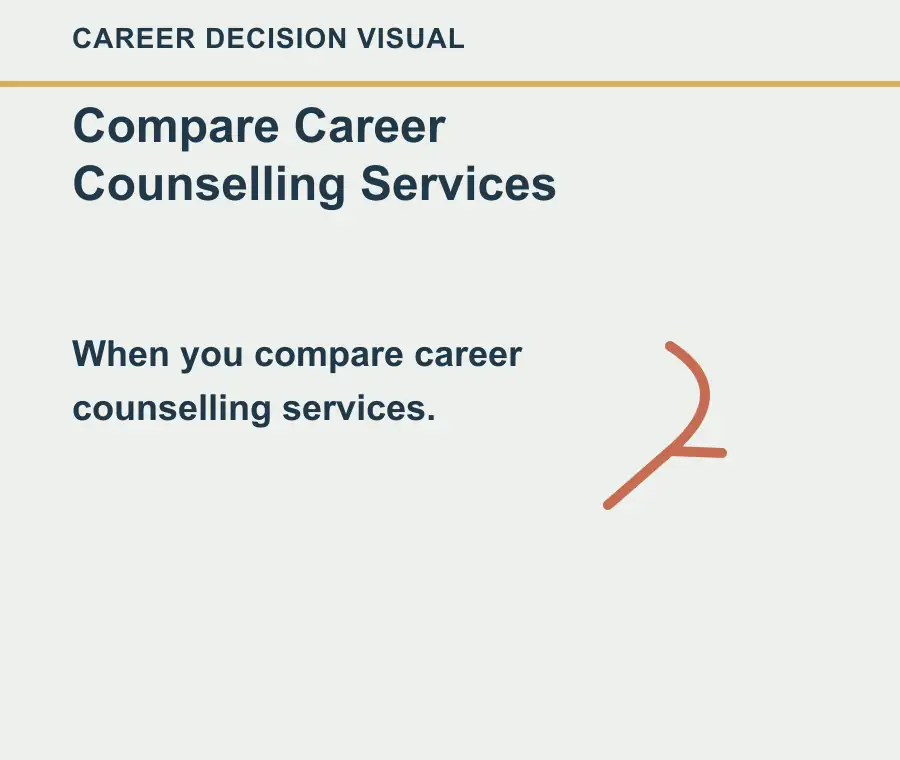 CAREER DECISION VISUAL
Compare Career
Counselling Services
When you compare career
counselling services.